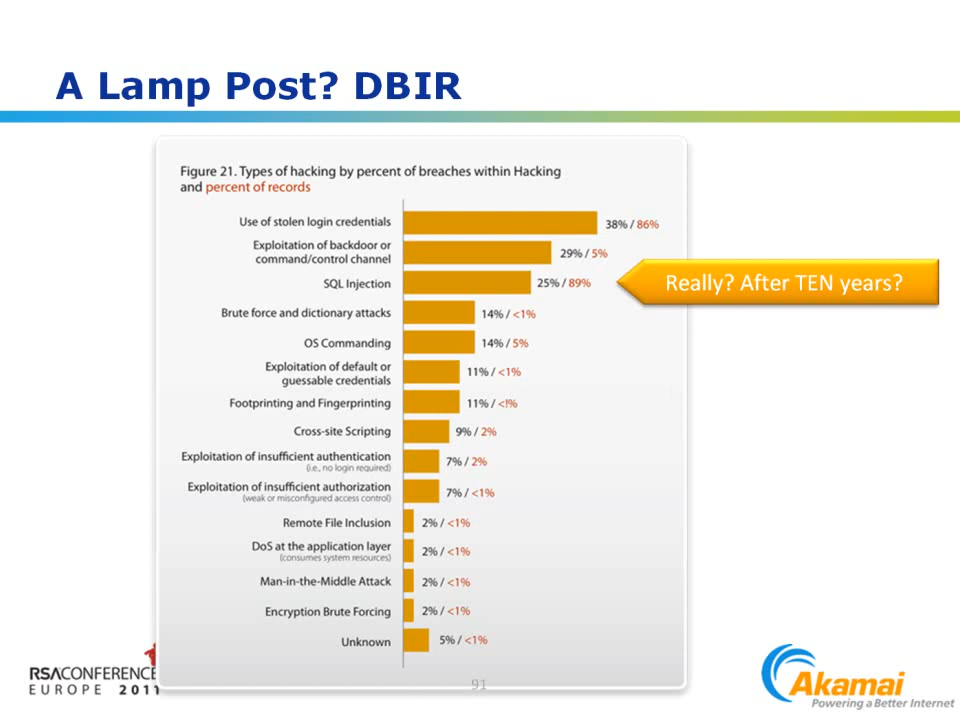 A Lamp Post? DBIR
Figure 21. Types of hacking by percent of breaches within Hacking
and percent of records
Use of stolen login credentials 38% / 86%
Exploitation of backdoor or
command/control channel 29% / 5%
SQL Injection 25% / 89%
Really? After TEN years?
Brute force and dictionary attacks 14% / <1%
OS Commanding 14% / 5%
Exploitation of default or
guessable credentials 11% / <1%
Footprinting and Fingerprinting 11% / <!%
Cross-site Scripting 9% / 2%
Exploitation of insufficient authentication
(i.e., no login required) 7% / 2%
Exploitation of insufficient authorization
(weak or misconfigured access control) 7% / <1%
Remote File Inclusion 2% / <1%
DoS at the application layer
(consumes system resources) 2% / <1%
Man-in-the-Middle Attack 2% / <1%
Encryption Brute Forcing 2% / <1%
Unknown 5% / <1%
RSACONFERENCE
EUROPE 2011
91
Akamai
Powering a Better Internet